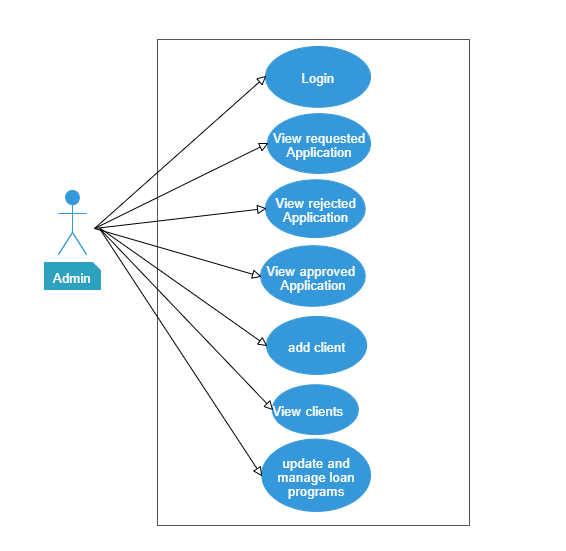 Login
View requested
Application
View rejected
Application
View approved
Application
Admin
add client
View clients
update and
manage loan
programs